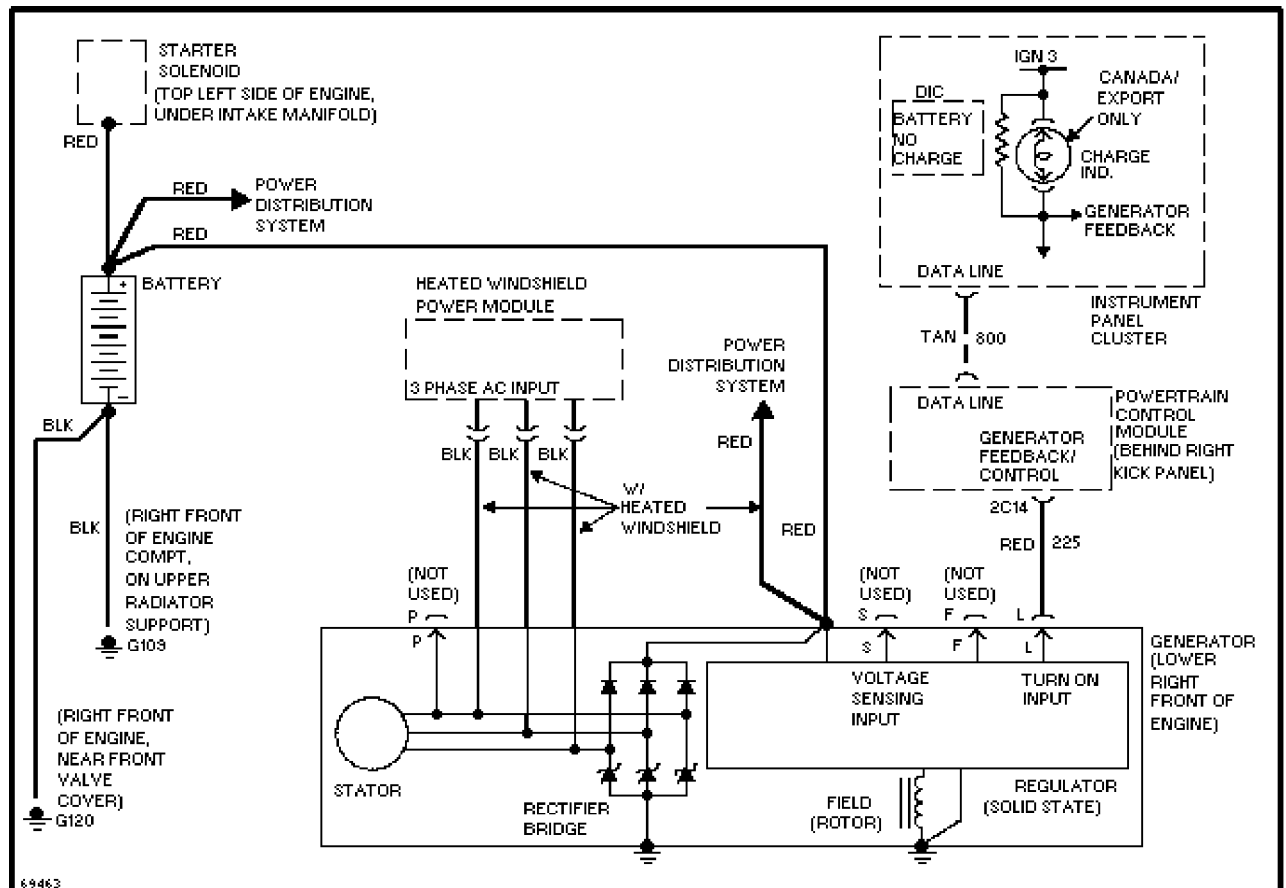 STARTER
SOLENOID
(TOP LEFT SIDE OF ENGINE,
UNDER INTAKE MANIFOLD)
RED
RED
POWER
DISTRIBUTION
SYSTEM
RED
+
BATTERY
-
BLK
BLK
(RIGHT FRONT
OF ENGINE
COMPT,
ON UPPER
RADIATOR
SUPPORT)
G109
(RIGHT FRONT
OF ENGINE,
NEAR FRONT
VALVE
COVER)
G120
HEATED WINDSHIELD
POWER MODULE
3 PHASE AC INPUT
BLK BLK BLK
W/
HEATED
WINDSHIELD
POWER
DISTRIBUTION
SYSTEM
RED
RED
IGN 3
DIC
BATTERY
NO
CHARGE
CANADA/
EXPORT
ONLY
CHARGE
IND.
GENERATOR
FEEDBACK
DATA LINE
INSTRUMENT
PANEL
CLUSTER
TAN 800
DATA LINE
GENERATOR
FEEDBACK/
CONTROL
POWERTRAIN
CONTROL
MODULE
(BEHIND RIGHT
KICK PANEL)
2C14
RED 225
(NOT
USED)
P
P
(NOT
USED)
S
S
(NOT
USED)
F
F
L
L
GENERATOR
(LOWER
RIGHT
FRONT OF
ENGINE)
VOLTAGE
SENSING
INPUT
TURN ON
INPUT
STATOR
RECTIFIER
BRIDGE
FIELD
(ROTOR)
REGULATOR
(SOLID STATE)
69463